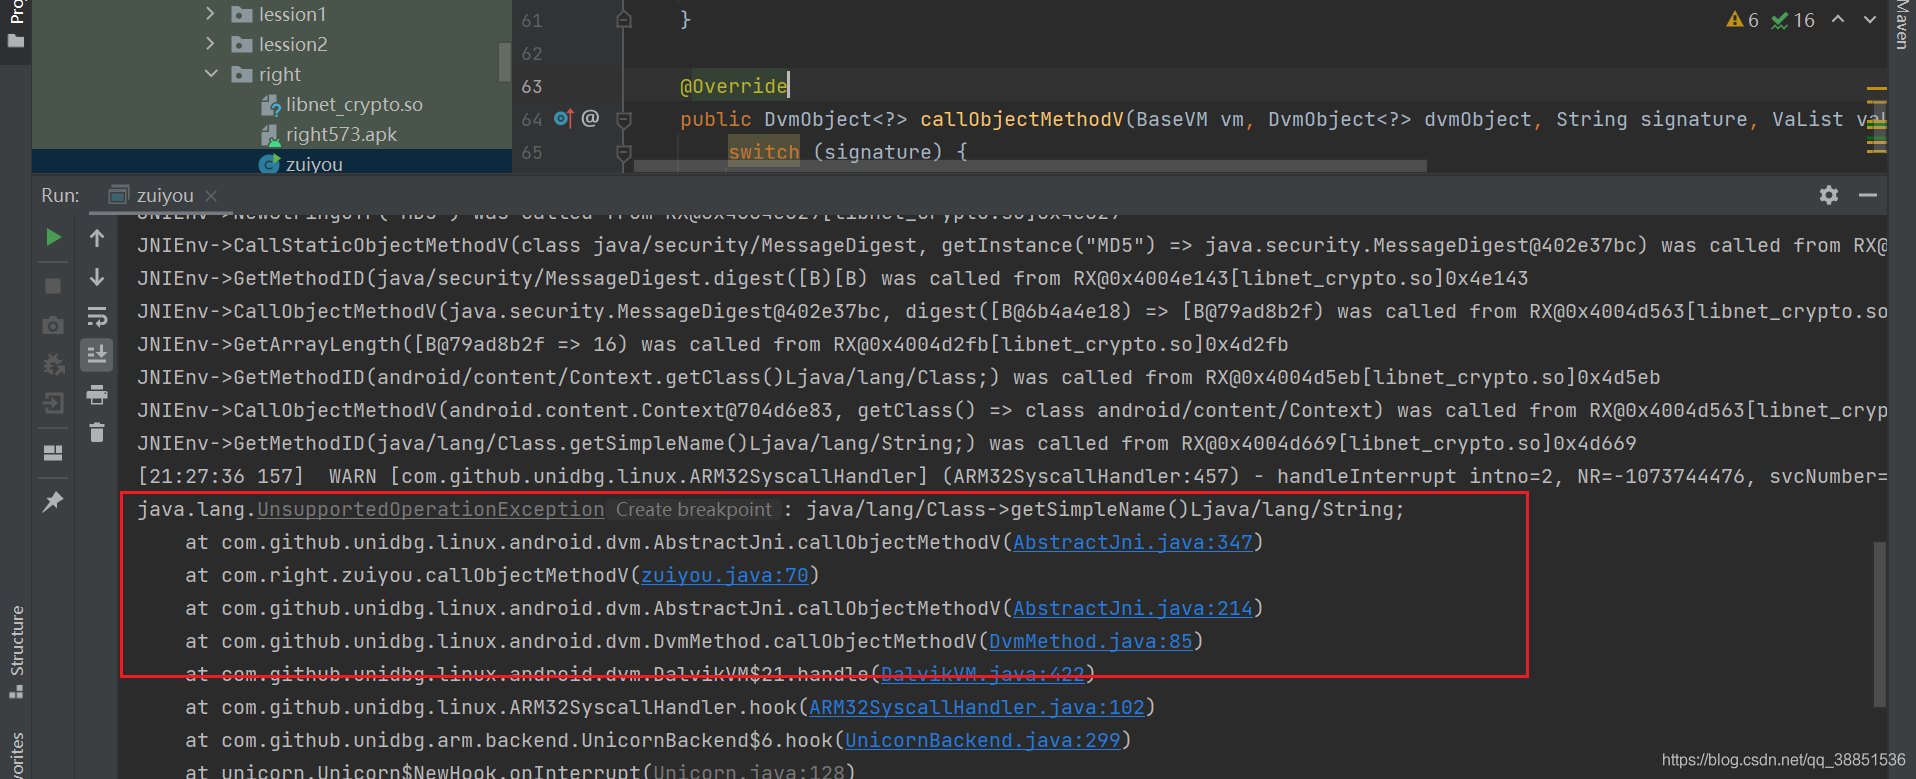 Pro
lession1
lession2
right
libnet_crypto.so
right573.apk
zuiyou
61 }
62
63 @Override
64 @ public DvmObject<?> callObjectMethodV(BaseVM vm, DvmObject<?> dvmObject, String signature, VaList va
65 switch (signature) {
6 16
Maven
Run: zuiyou
was called from
JNIEnv->CallStaticObjectMethodV(class java/security/MessageDigest, getInstance("MD5") => java.security.MessageDigest@402e37bc) was called from RX@
JNIEnv->GetMethodID(java/security/MessageDigest.digest([B)[B) was called from RX@0x4004e143[libnet_crypto.so]0x4e143
JNIEnv->CallObjectMethodV(java.security.MessageDigest@402e37bc, digest([B@6b4a4e18) => [B@79ad8b2f) was called from RX@0x4004d563[libnet_crypto.so
JNIEnv->GetArrayLength([B@79ad8b2f => 16) was called from RX@0x4004d2fb[libnet_crypto.so]0x4d2fb
JNIEnv->GetMethodID(android/content/Context.getClass()Ljava/lang/Class;) was called from RX@0x4004d5eb[libnet_crypto.so]0x4d5eb
JNIEnv->CallObjectMethodV(android.content.Context@704d6e83, getClass() => class android/content/Context) was called from RX@0x4004d563[libnet_cryp
JNIEnv->GetMethodID(java/lang/Class.getSimpleName()Ljava/lang/String;) was called from RX@0x4004d669[libnet_crypto.so]0x4d669
[21:27:36 157]  WARN [com.github.unidbg.linux.ARM32SyscallHandler] (ARM32SyscallHandler:457) - handleInterrupt intno=2, NR=-1073744476, svcNumber=
java.lang.UnsupportedOperationException Create breakpoint : java/lang/Class->getSimpleName()Ljava/lang/String;
at com.github.unidbg.linux.android.dvm.AbstractJni.callObjectMethodV(AbstractJni.java:347)
at com.right.zuiyou.callObjectMethodV(zuiyou.java:70)
at com.github.unidbg.linux.android.dvm.AbstractJni.callObjectMethodV(AbstractJni.java:214)
at com.github.unidbg.linux.android.dvm.DvmMethod.callObjectMethodV(DvmMethod.java:85)
at com.github.unidbg.linux.android.dvm.DalvikVM$21.handle(DalvikVM.java:422)
at com.github.unidbg.linux.ARM32SyscallHandler.hook(ARM32SyscallHandler.java:102)
at com.github.unidbg.arm.backend.UnicornBackend$6.hook(UnicornBackend.java:299)
at unicorn.Unicorn$NewHook.onInterrupt(Unicorn.java:128)
Structure
vorites
https://blog.csdn.net/qq_38851536